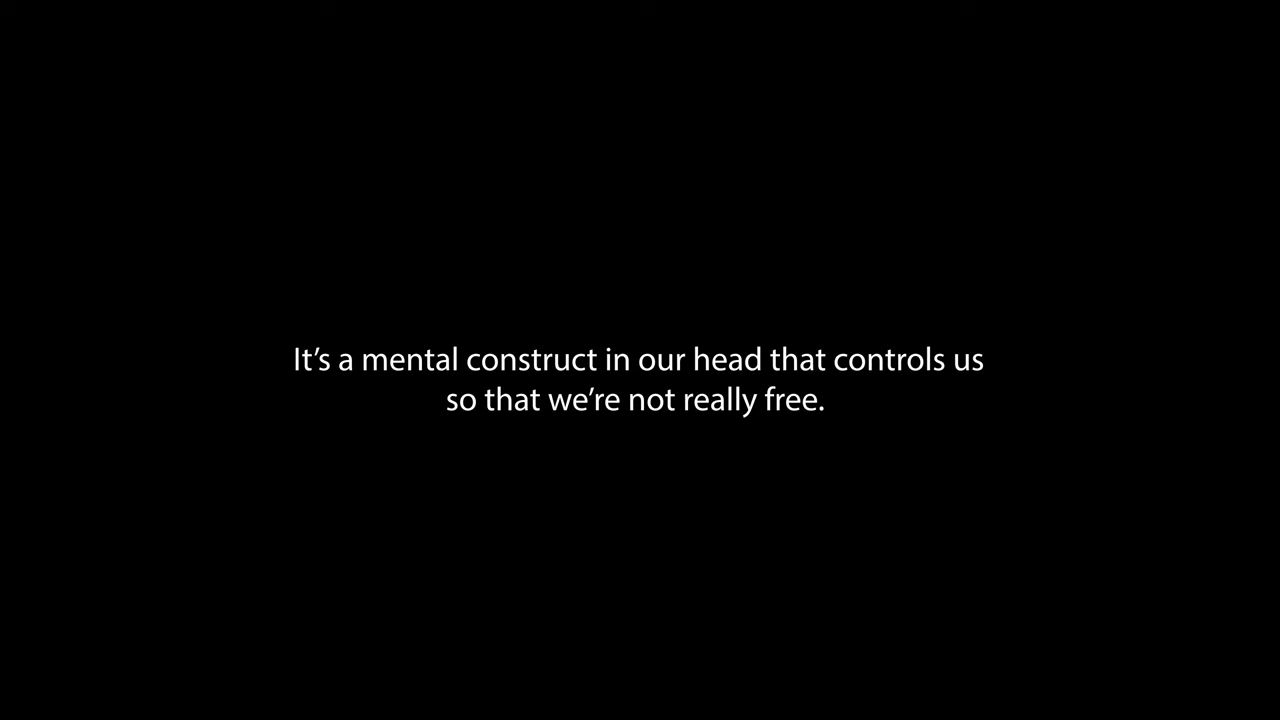 It’s a mental construct in our head that controls us
so that we’re not really free.